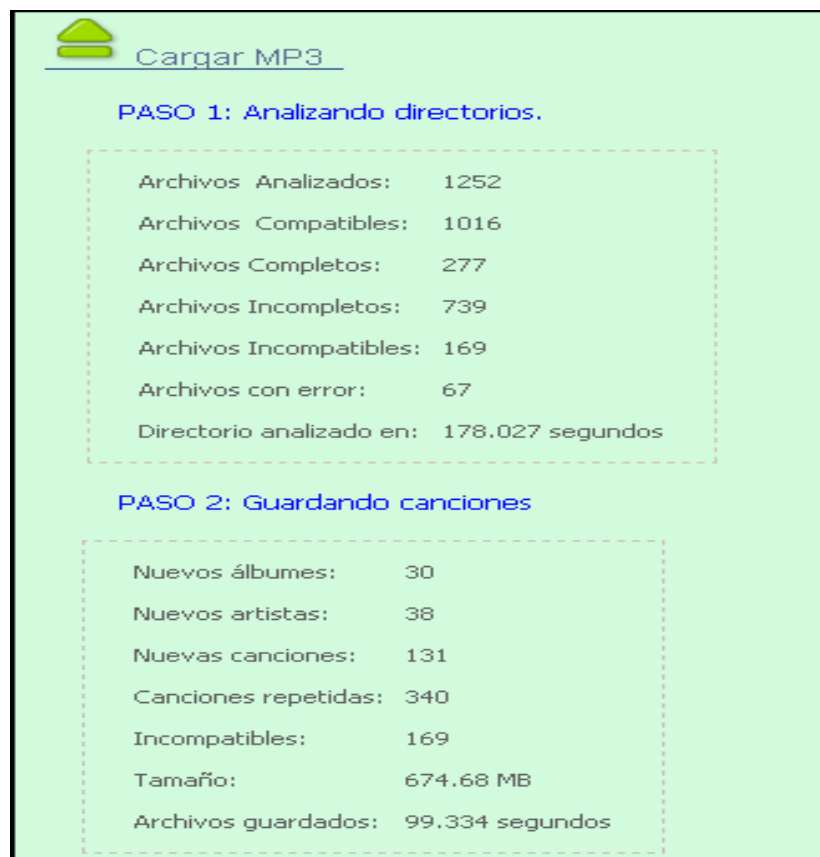 Cargar MP3
PASO 1: Analizando directorios.
Archivos Analizados: 1252
Archivos Compatibles: 1016
Archivos Completos: 277
Archivos Incompletos: 739
Archivos Incompatibles: 169
Archivos con error: 67
Directorio analizado en: 178.027 segundos
PASO 2: Guardando canciones
Nuevos álbumes: 30
Nuevos artistas: 38
Nuevas canciones: 131
Canciones repetidas: 340
Incompatibles: 169
Tamaño: 674.68 MB
Archivos guardados: 99.334 segundos